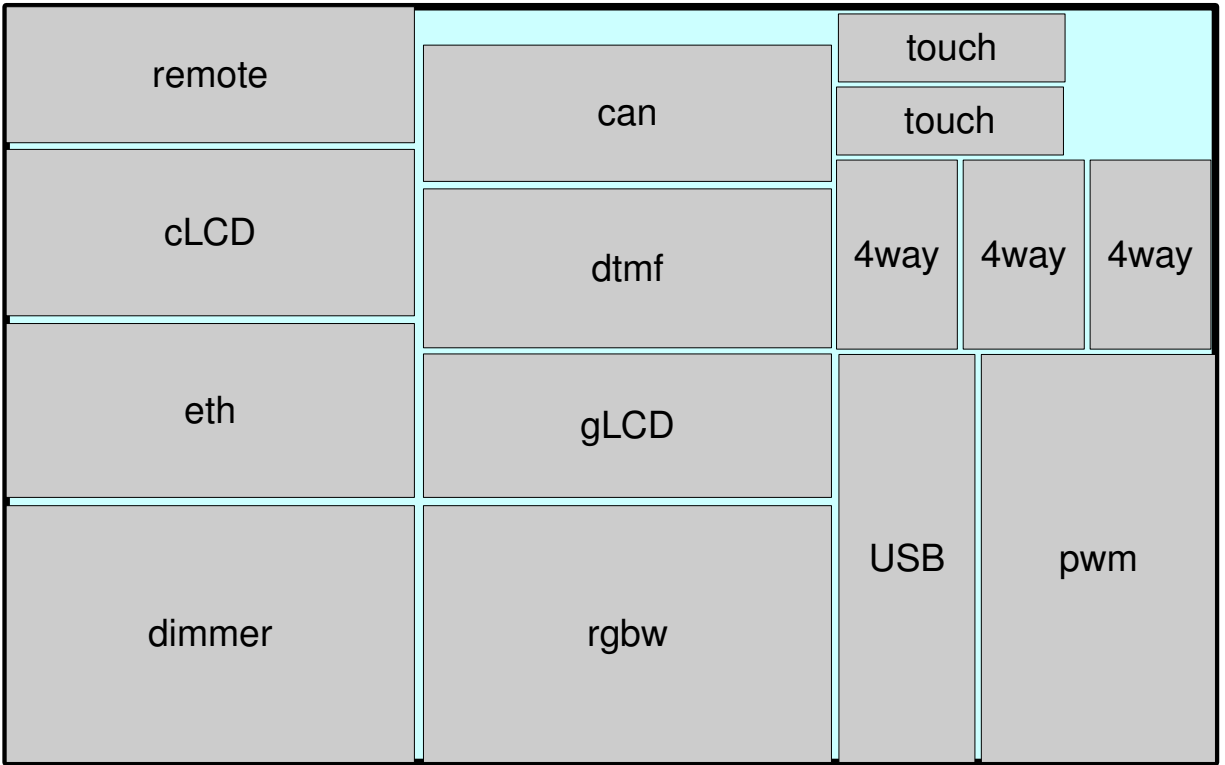 remote
cLCD
eth
dimmer
can
dtmf
gLCD
rgbw
touch
touch
4way
4way
4way
USB
pwm